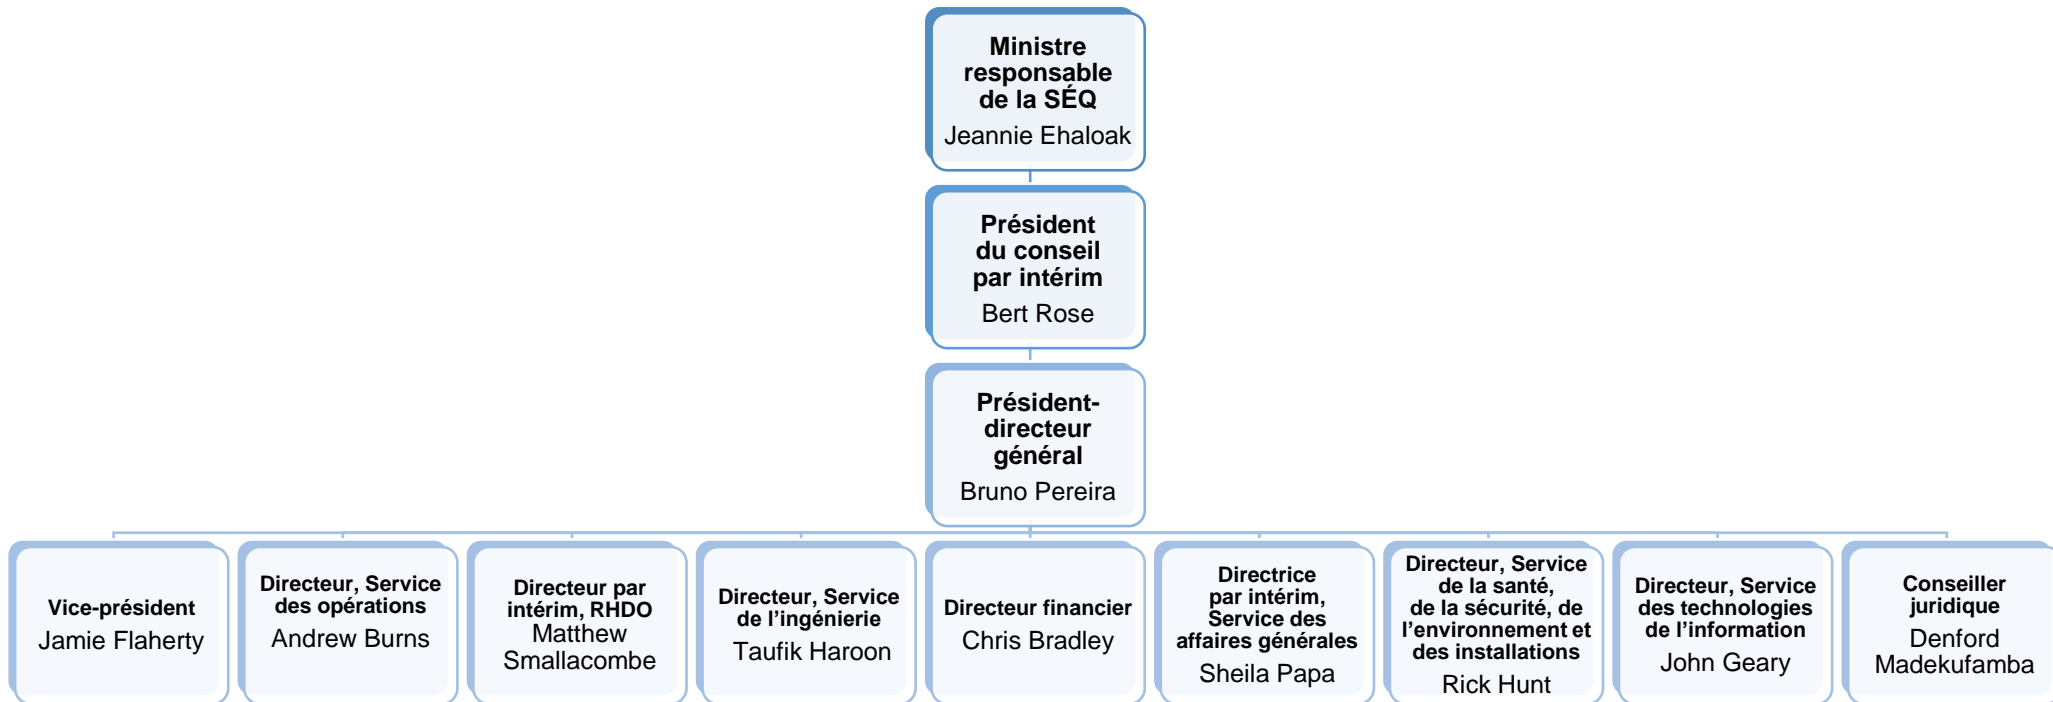 Ministre
responsable
de la SÉQ
Jeannie Ehaloak
Président
du conseil
par intérim
Bert Rose
Président-
directeur
général
Bruno Pereira
Vice-président
Jamie Flaherty
Directeur, Service
des opérations
Andrew Burns
Directeur par
intérim, RHDO
Matthew
Smallacombe
Directeur, Service
de l’ingénierie
Taufik Haroon
Directeur financier
Chris Bradley
Directrice
par intérim,
Service des
affaires générales
Sheila Papa
Directeur, Service
de la santé,
de la sécurité, de
l’environnement et
des installations
Rick Hunt
Directeur, Service
des technologies
de l’information
John Geary
Conseiller
juridique
Denford
Madekufamba